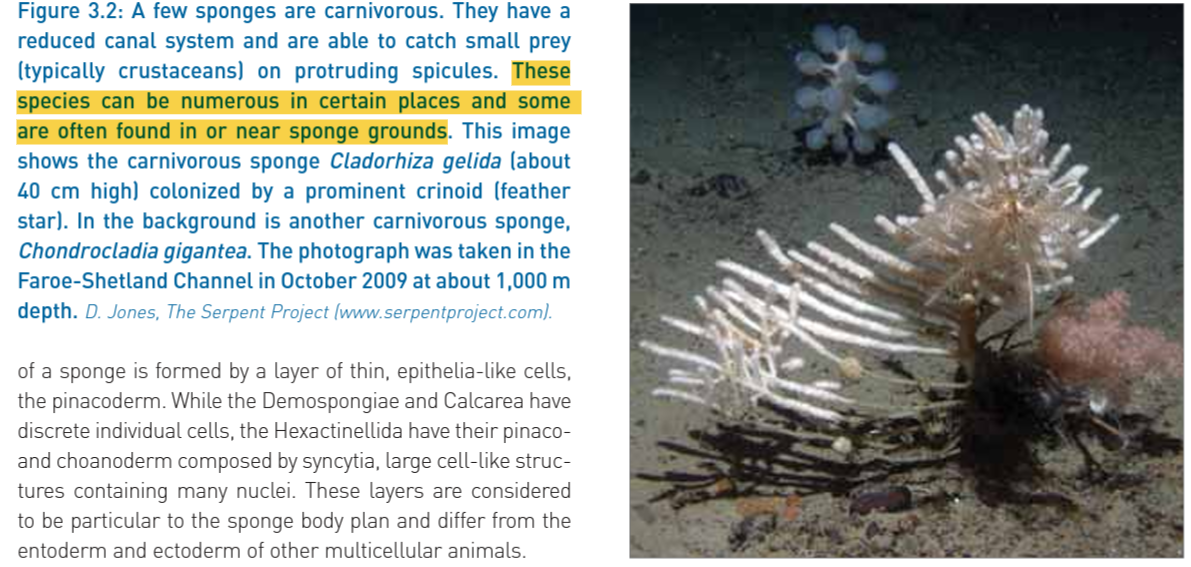 Figure 3.2: A few sponges are carnivorous. They have a
reduced canal system and are able to catch small prey
(typically crustaceans) on protruding spicules. These
species can be numerous in certain places and some
are often found in or near sponge grounds. This image
shows the carnivorous sponge Cladorhiza gelida (about
40 cm high) colonized by a prominent crinoid (feather
star). In the background is another carnivorous sponge,
Chondrocladia gigantea. The photograph was taken in the
Faroe-Shetland Channel in October 2009 at about 1,000 m
depth. D. Jones, The Serpent Project (www.serpentproject.com).
of a sponge is formed by a layer of thin, epithelia-like cells,
the pinacoderm. While the Demospongiae and Calcarea have
discrete individual cells, the Hexactinellida have their pinaco-
and choanoderm composed by syncytia, large cell-like struc-
tures containing many nuclei. These layers are considered
to be particular to the sponge body plan and differ from the
entoderm and ectoderm of other multicellular animals.